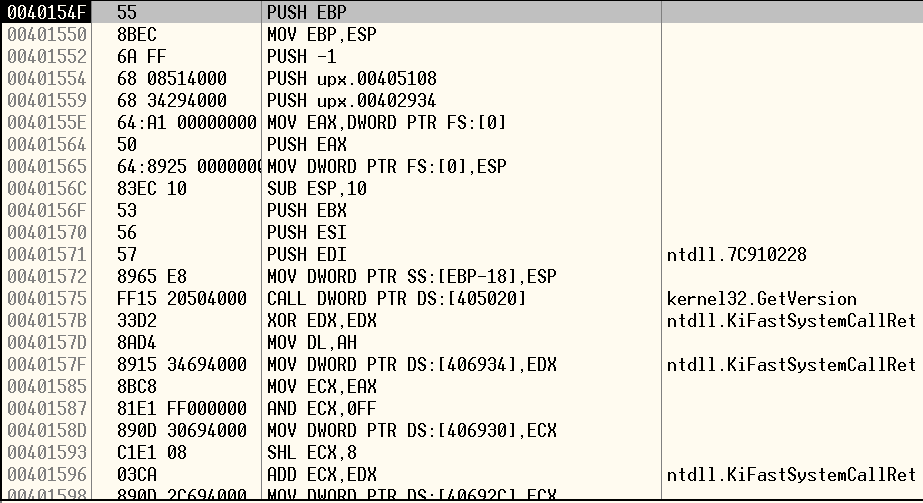 0040154F 55 PUSH EBP
00401550 8BEC MOV EBP,ESP
00401552 6A FF PUSH -1
00401554 68 08514000 PUSH upx.00405108
00401559 68 34294000 PUSH upx.00402934
0040155E 64:A1 00000000 MOV EAX,DWORD PTR FS:[0]
00401564 50 PUSH EAX
00401565 64:8925 0000000 MOV DWORD PTR FS:[0],ESP
0040156C 83EC 10 SUB ESP,10
0040156F 53 PUSH EBX
00401570 56 PUSH ESI
00401571 57 PUSH EDI ntdll.7C910228
00401572 8965 E8 MOV DWORD PTR SS:[EBP-18],ESP
00401575 FF15 20504000 CALL DWORD PTR DS:[405020] kernel32.GetVersion
0040157B 33D2 XOR EDX,EDX ntdll.KiFastSystemCallRet
0040157D 8AD4 MOV DL,AH
0040157F 8915 34694000 MOV DWORD PTR DS:[406934],EDX ntdll.KiFastSystemCallRet
00401585 8BC8 MOV ECX,EAX
00401587 81E1 FF000000 AND ECX,0FF
0040158D 890D 30694000 MOV DWORD PTR DS:[406930],ECX
00401593 C1E1 08 SHL ECX,8
00401596 03CA ADD ECX,EDX ntdll.KiFastSystemCallRet
00401598 890D 2C694000 MOV DWORD PTR DS:[40692C],ECX